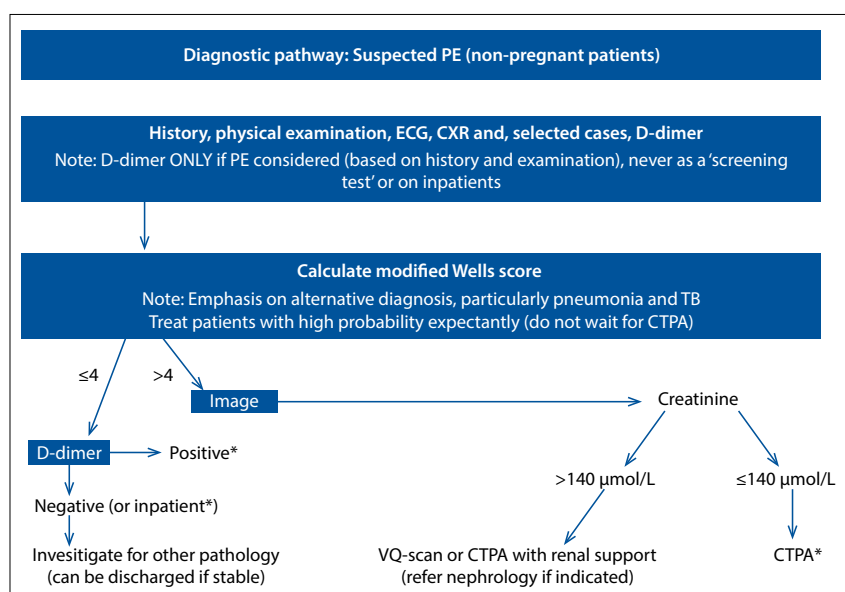 Diagnostic pathway: Suspected PE (non-pregnant patients)
History, physical examination, ECG, CXR and, selected cases, D-dimer
Note: D-dimer ONLY if PE considered (based on history and examination), never as a ‘screening
test’ or on inpatients
Calculate modified Wells score
Note: Emphasis on alternative diagnosis, particularly pneumonia and TB
Treat patients with high probability expectantly (do not wait for CTPA)
≤4
>4
Image
Creatinine
D-dimer
Positive*
>140 µmol/L
≤140 µmol/L
Negative (or inpatient*)
Invesitigate for other pathology
(can be discharged if stable)
VQ-scan or CTPA with renal support
(refer nephrology if indicated)
CTPA*